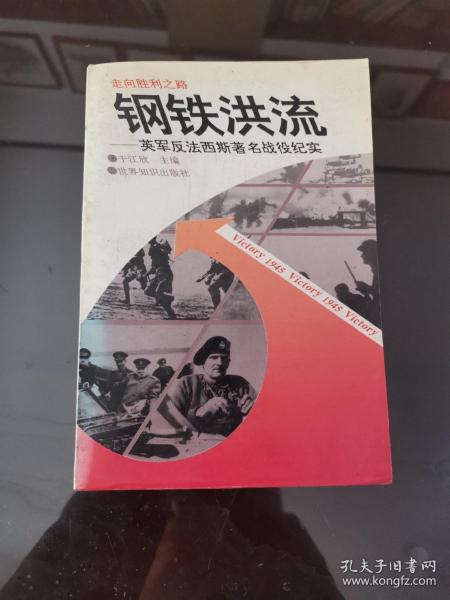 走向胜利之路
钢铁洪流
——英军反法西斯著名战役纪实
●于江欣 主编
●世界知识出版社
Victory 1945 Victory 1945 Victory
孔夫子旧书网
www.kongfz.com